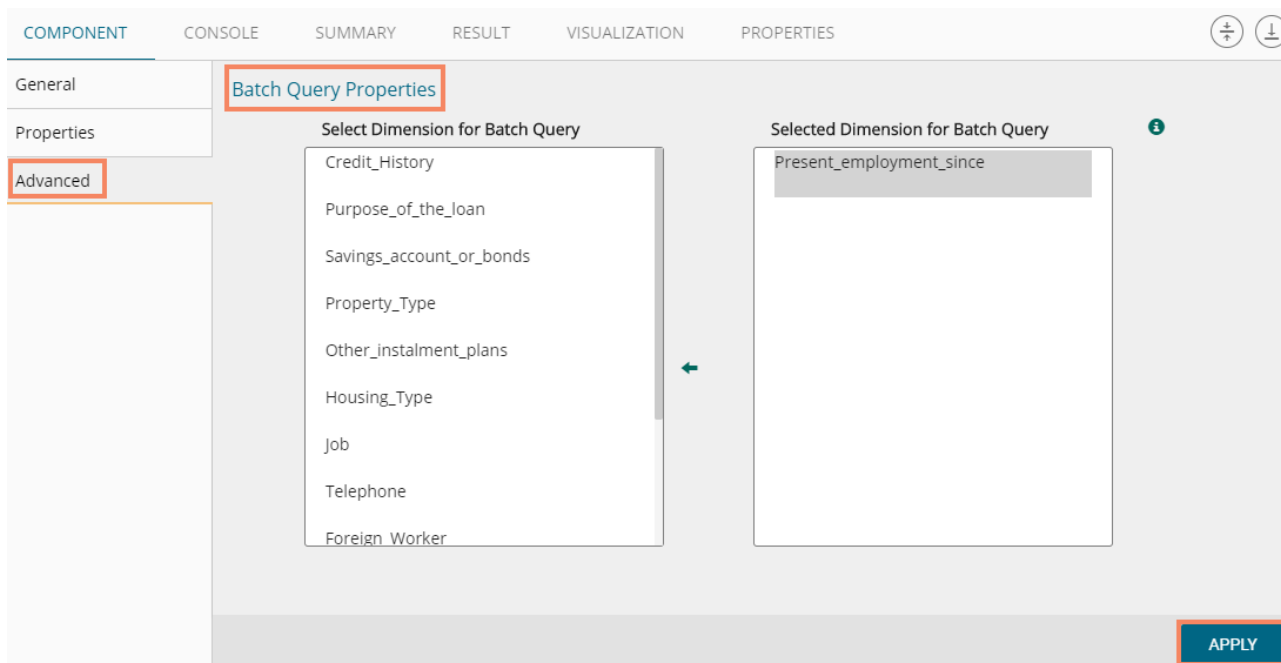 COMPONENT CONSOLE SUMMARY RESULT VISUALIZATION PROPERTIES
General
Properties
Advanced
Batch Query Properties
Select Dimension for Batch Query
Credit_History
Purpose_of_the_loan
Savings_account_or_bonds
Property_Type
Other_instalment_plans
Housing_Type
Job
Telephone
Foreign_Worker
Selected Dimension for Batch Query
Present_employment_since
APPLY